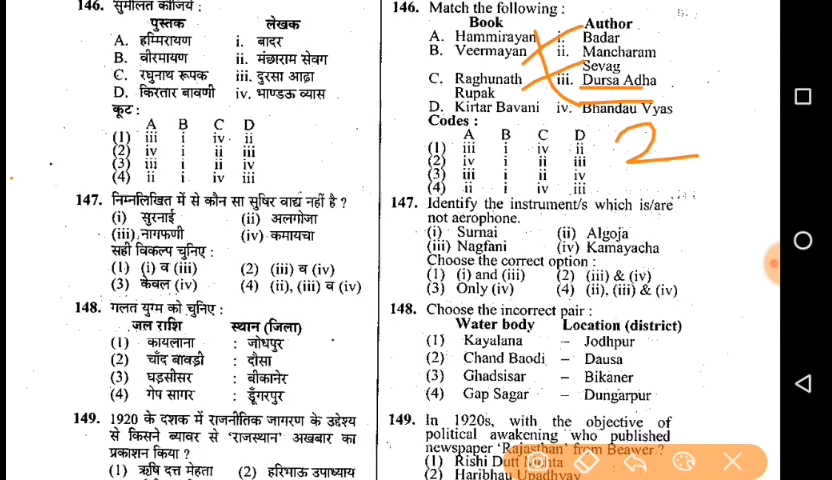 146. सुमेलित कीजिये :
पुस्तक लेखक
A. हम्मिरायण i. बादर
B. वीरमायण ii. मंछाराम सेवग
C. रघुनाथ रूपक iii. दुरसा आढ़ा
D. किरतार बावणी iv. भाण्डऊ व्यास
कूट :
A B C D
(1) iii i iv ii
(2) iv i ii iii
(3) iii i ii iv
(4) ii i iv iii
147. निम्नलिखित में से कौन सा सुषिर वाद्य नहीं है ?
(i) सुरनाई (ii) अलगोजा
(iii) नागफणी (iv) कमायचा
सही विकल्प चुनिए :
(1) (i) व (iii) (2) (iii) व (iv)
(3) केवल (iv) (4) (ii), (iii) व (iv)
148. गलत युग्म को चुनिए :
जल राशि स्थान (जिला)
(1) कायलाना : जोधपुर
(2) चाँद बावड़ी : दौसा
(3) घड़सीसर : बीकानेर
(4) गेप सागर : डूँगरपुर
149. 1920 के दशक में राजनीतिक जागरण के उद्देश्य
से किसने ब्यावर से 'राजस्थान' अखबार का
प्रकाशन किया ?
(1) ऋषि दत्त मेहता (2) हरिभाऊ उपाध्याय
146. Match the following :
Book Author
A. Hammirayan i. Badar
B. Veermayan ii. Mancharam
Sevag
C. Raghunath iii. Dursa Adha
Rupak
D. Kirtar Bavani iv. Bhandau Vyas
Codes :
A B C D
(1) iii i iv ii
(2) iv i ii iii
(3) iii i ii iv
(4) ii i iv iii
2
147. Identify the instrument/s which is/are
not aerophone.
(i) Surnai (ii) Algoja
(iii) Nagfani (iv) Kamayacha
Choose the correct option :
(1) (i) and (iii) (2) (iii) & (iv)
(3) Only (iv) (4) (ii), (iii) & (iv)
148. Choose the incorrect pair :
Water body Location (district)
(1) Kayalana – Jodhpur
(2) Chand Baodi – Dausa
(3) Ghadsisar – Bikaner
(4) Gap Sagar – Dungarpur
149. In 1920s, with the objective of
political awakening who published
newspaper 'Rajasthan' from Beawer ?
(1) Rishi Dutt Mehta
(2) Haribhau Upadhyay